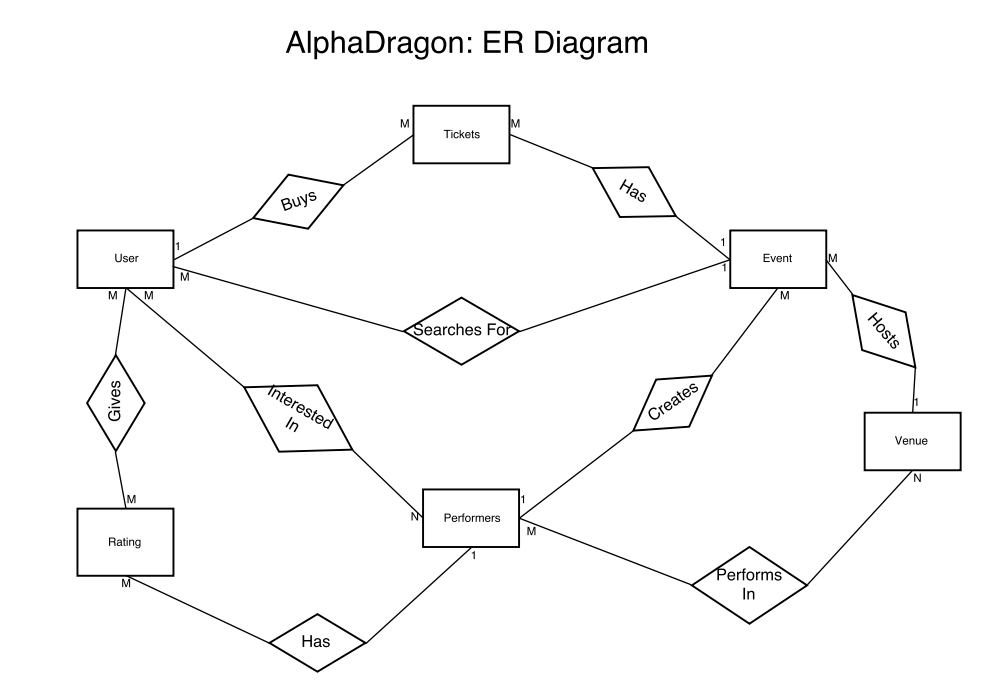 AlphaDragon: ER Diagram
M
Tickets
M
Buys
Has
1
User
M
1
Event
1
M
M
M
M
Searches For
Hosts
Gives
Interested
In
Creates
1
Venue
M
N
Performers
1
M
N
Rating
M
1
Performs
In
Has